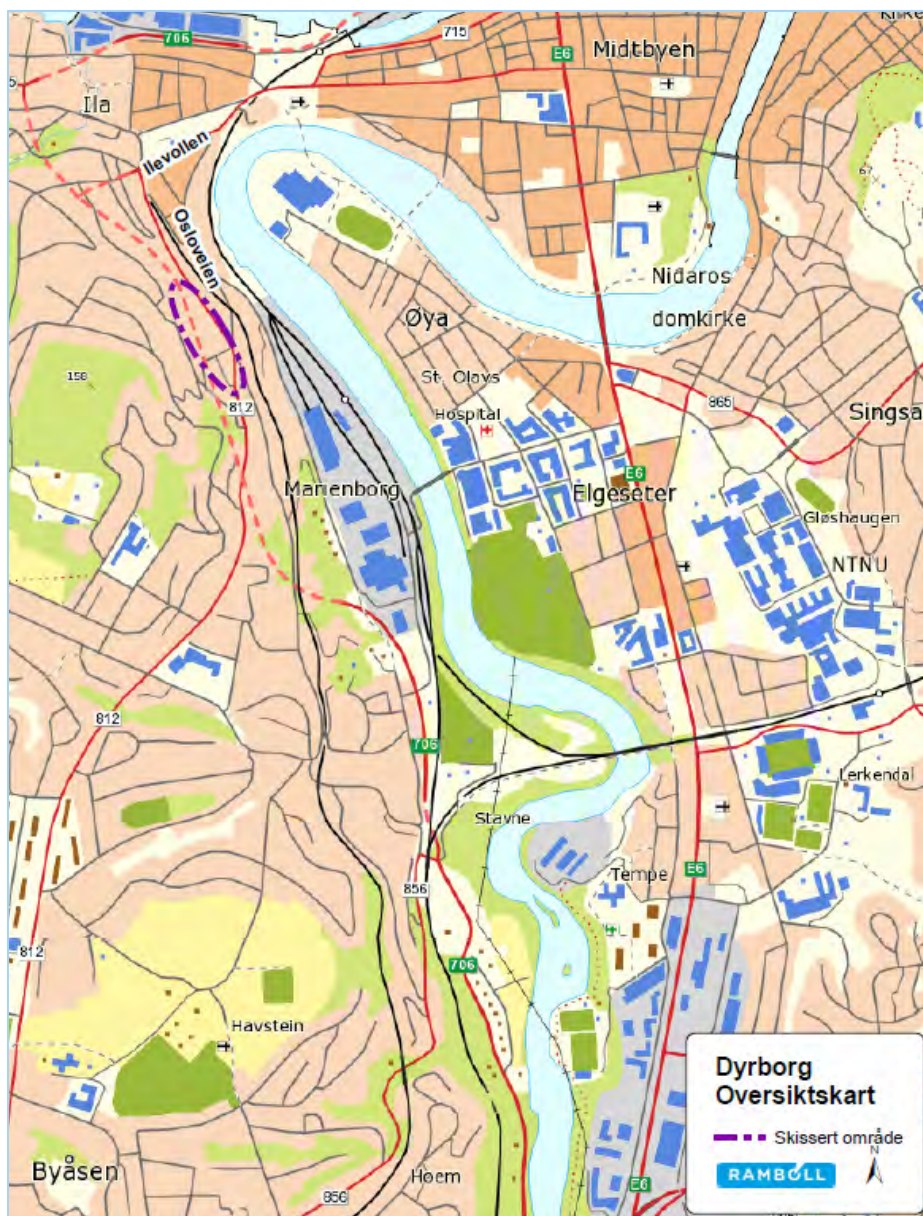 706
715
E6
Midtbyen
Ila
Ilevollen
67
Osloveien
Nidaros
domkirke
Øya
158
St. Olavs
Hospital
812
865
Singsa
E6
Marienborg
Elgeseter
Gløshaugen
NTNU
812
706
Lerkendal
Stavne
E6
Tempe
856
812
706
Havstein
Byåsen
Hoem
856
E6
Dyrborg
Oversiktskart
Skissert område
RAMBOLL
N